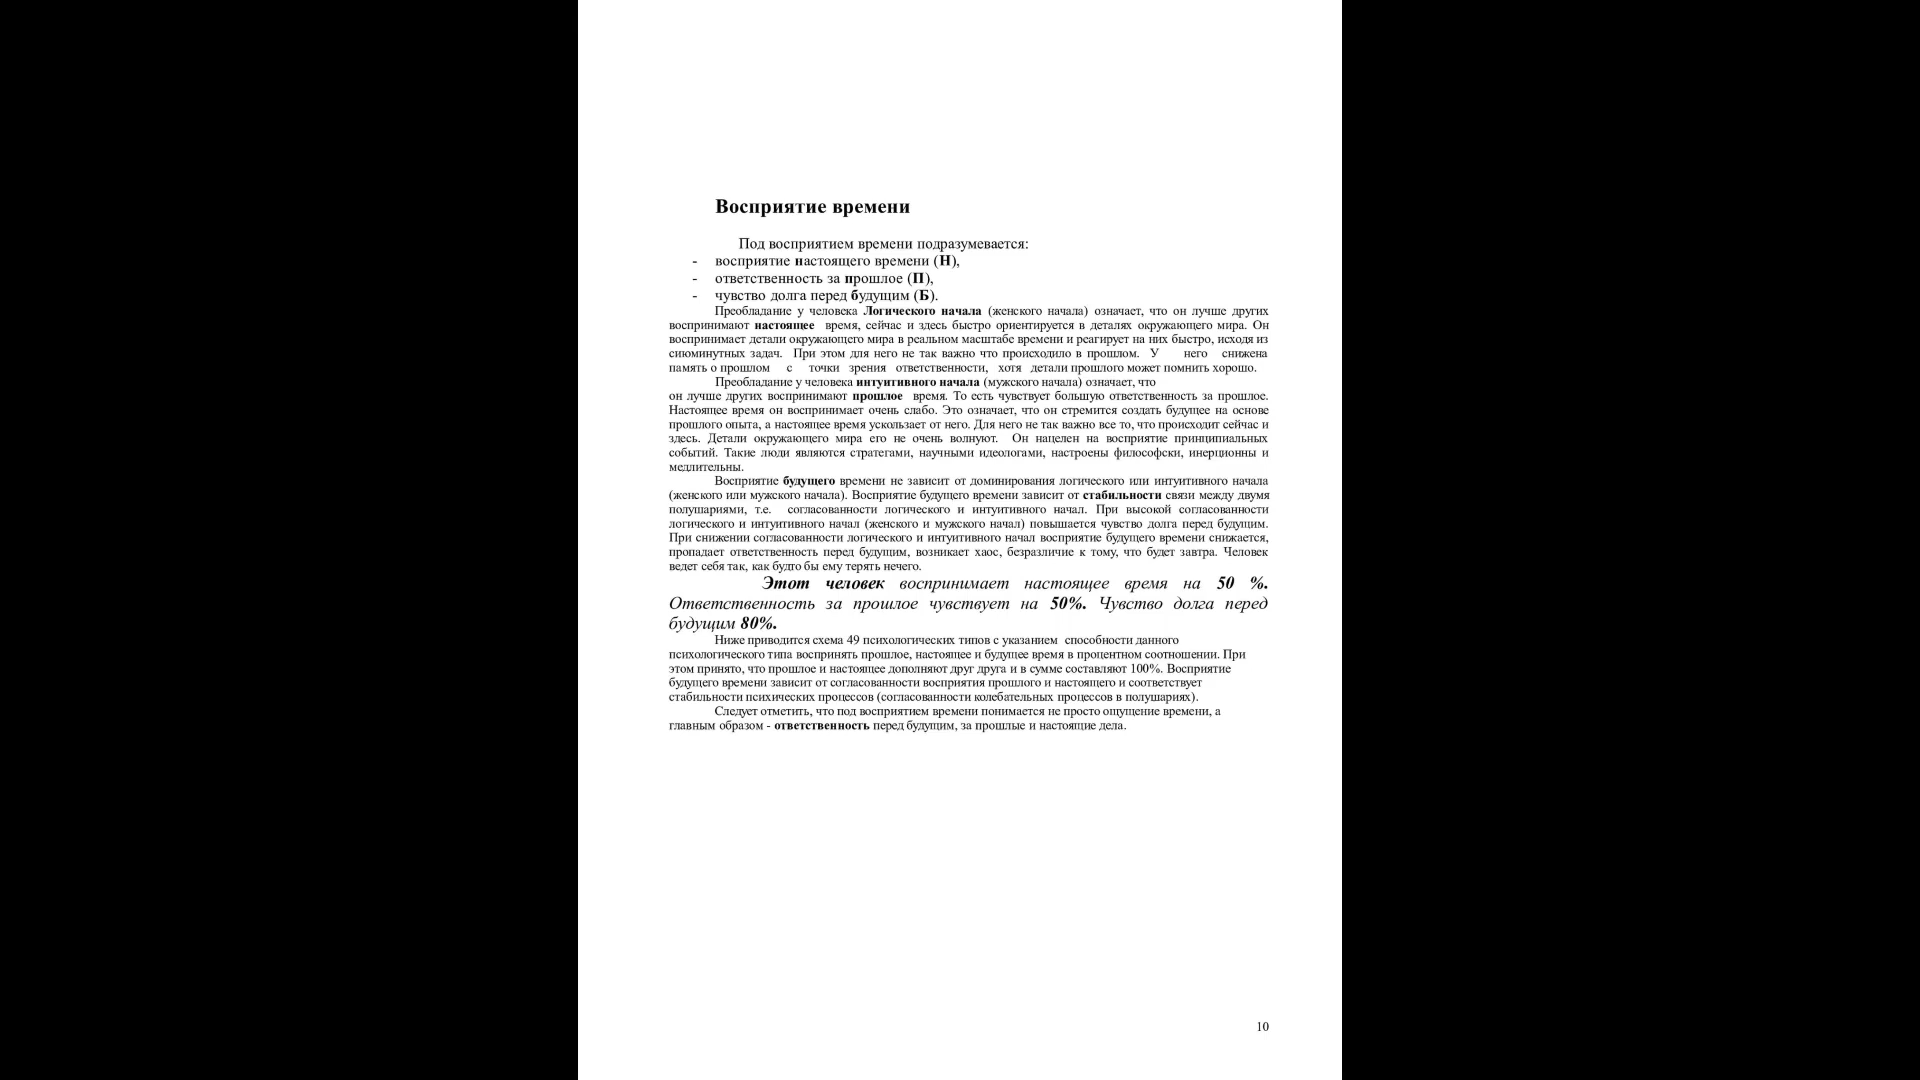 Восприятие времени
Под восприятием времени подразумевается:
- восприятие настоящего времени (Н),
- ответственность за прошлое (П),
- чувство долга перед будущим (Б).
Преобладание у человека Логического начала (женского начала) означает, что он лучше других
воспринимают настоящее время, сейчас и здесь быстро ориентируется в деталях окружающего мира. Он
воспринимает детали окружающего мира в реальном масштабе времени и реагирует на них быстро, исходя из
сиюминутных задач. При этом для него не так важно что происходило в прошлом. У него снижена
память о прошлом с точки зрения ответственности, хотя детали прошлого может помнить хорошо.
Преобладание у человека интуитивного начала (мужского начала) означает, что
он лучше других воспринимают прошлое время. То есть чувствует большую ответственность за прошлое.
Настоящее время он воспринимает очень слабо. Это означает, что он стремится создать будущее на основе
прошлого опыта, а настоящее время ускользает от него. Для него не так важно все то, что происходит сейчас и
здесь. Детали окружающего мира его не очень волнуют. Он нацелен на восприятие принципиальных
событий. Такие люди являются стратегами, научными идеологами, настроены философски, инерционны и
медлительны.
Восприятие будущего времени не зависит от доминирования логического или интуитивного начала
(женского или мужского начала). Восприятие будущего времени зависит от стабильности связи между двумя
полушариями, т.е. согласованности логического и интуитивного начал. При высокой согласованности
логического и интуитивного начал (женского и мужского начал) повышается чувство долга перед будущим.
При снижении согласованности логического и интуитивного начал восприятие будущего времени снижается,
пропадает ответственность перед будущим, возникает хаос, безразличие к тому, что будет завтра. Человек
ведет себя так, как будто бы ему терять нечего.
Этот человек воспринимает настоящее время на 50 %.
Ответственность за прошлое чувствует на 50%. Чувство долга перед
будущим 80%.
Ниже приводится схема 49 психологических типов с указанием способности данного
психологического типа воспринять прошлое, настоящее и будущее время в процентном соотношении. При
этом принято, что прошлое и настоящее дополняют друг друга и в сумме составляют 100%. Восприятие
будущего времени зависит от согласованности восприятия прошлого и настоящего и соответствует
стабильности психических процессов (согласованности колебательных процессов в полушариях).
Следует отметить, что под восприятием времени понимается не просто ощущение времени, а
главным образом - ответственность перед будущим, за прошлые и настоящие дела.
10